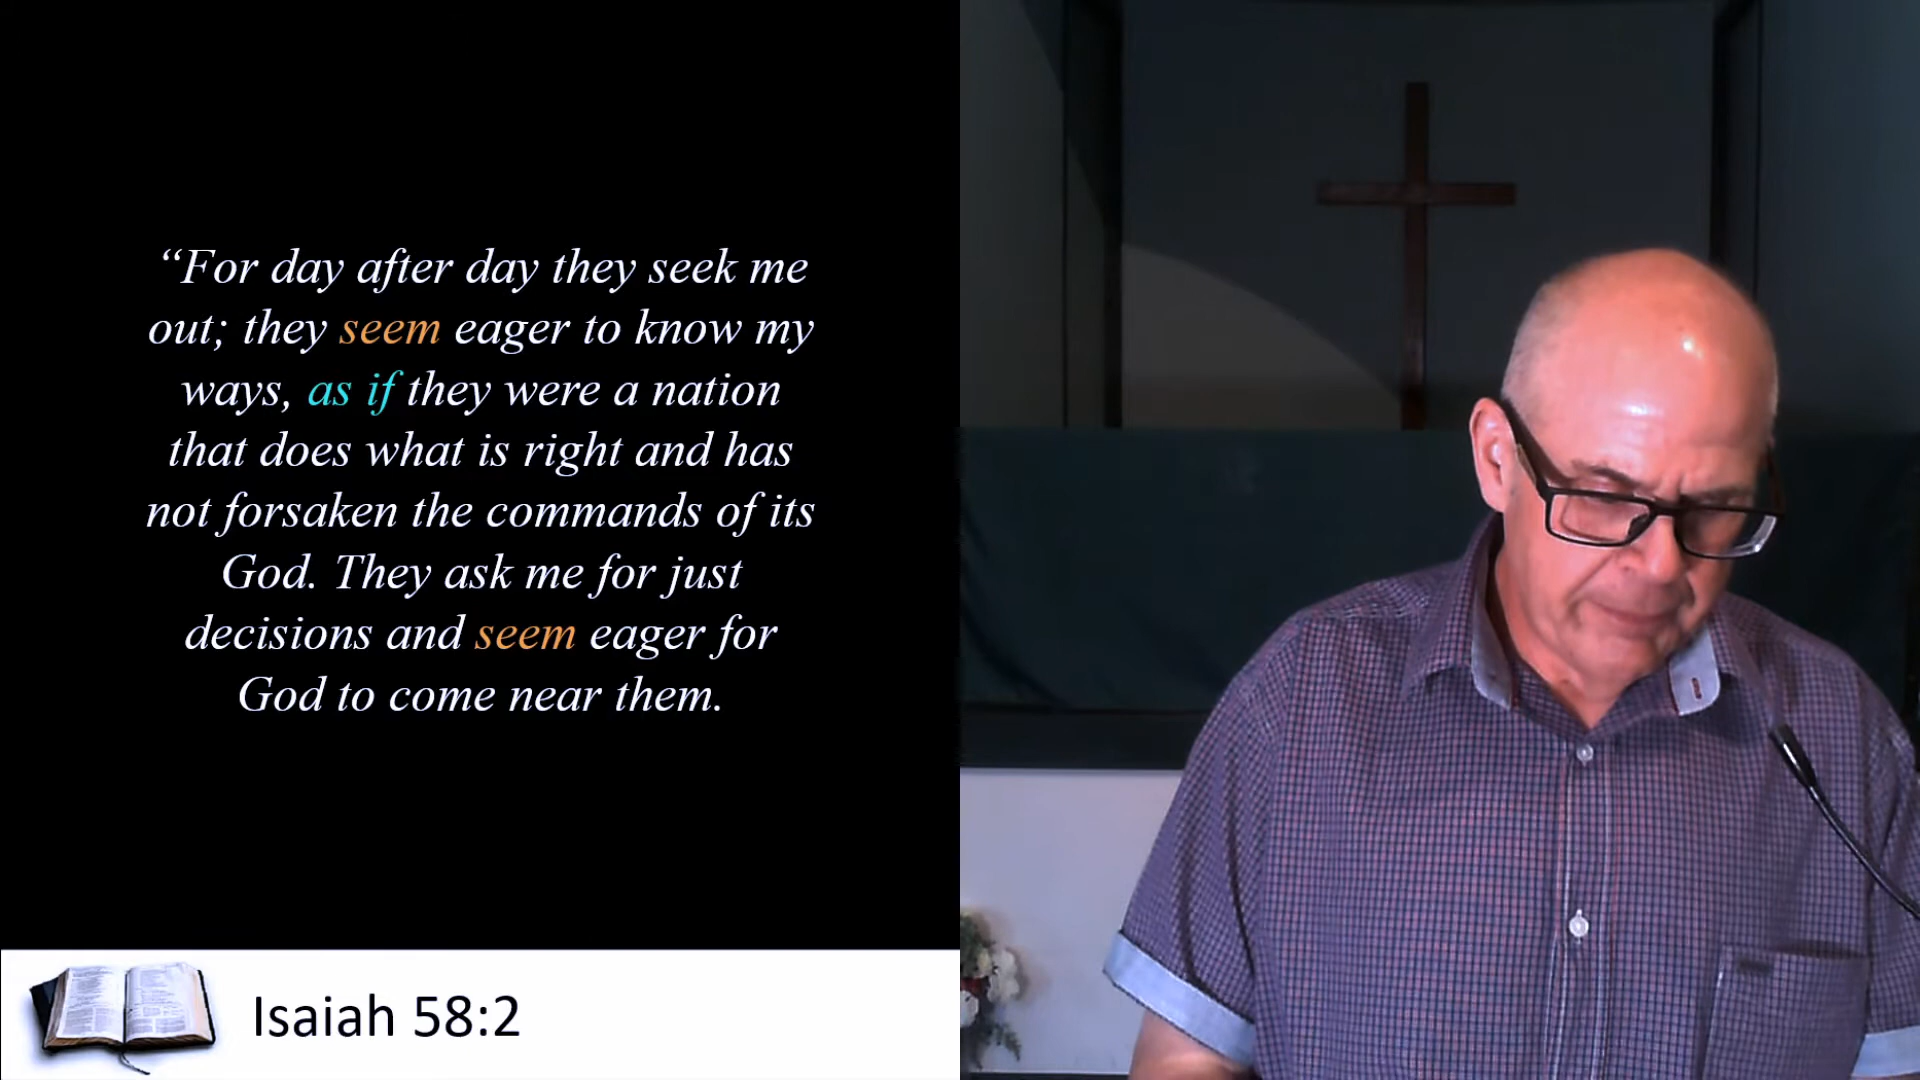 “For day after day they seek me
out; they seem eager to know my
ways, as if they were a nation
that does what is right and has
not forsaken the commands of its
God. They ask me for just
decisions and seem eager for
God to come near them.
Isaiah 58:2